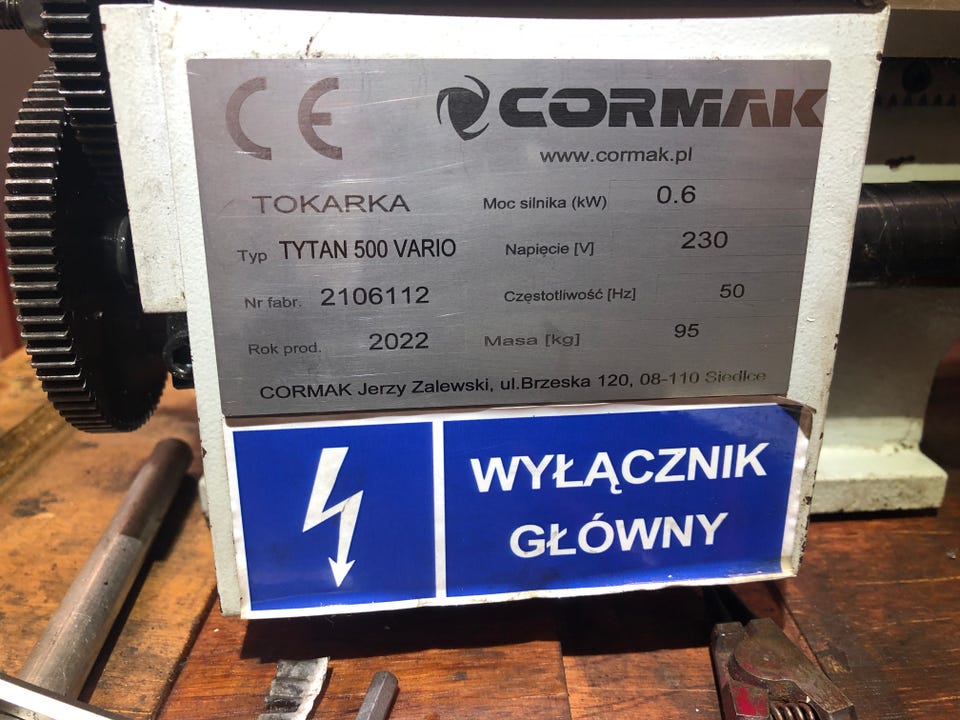 CE CORMAK
www.cormak.pl
TOKARKA Moc silnika (kW) 0.6
Typ TYTAN 500 VARIO Napięcie [V] 230
Nr fabr. 2106112 Częstotliwość [Hz] 50
Rok prod. 2022 Masa [kg] 95
CORMAK Jerzy Zalewski, ul.Brzeska 120, 08-110 Siedlce
WYŁĄCZNIK
GŁÓWNY